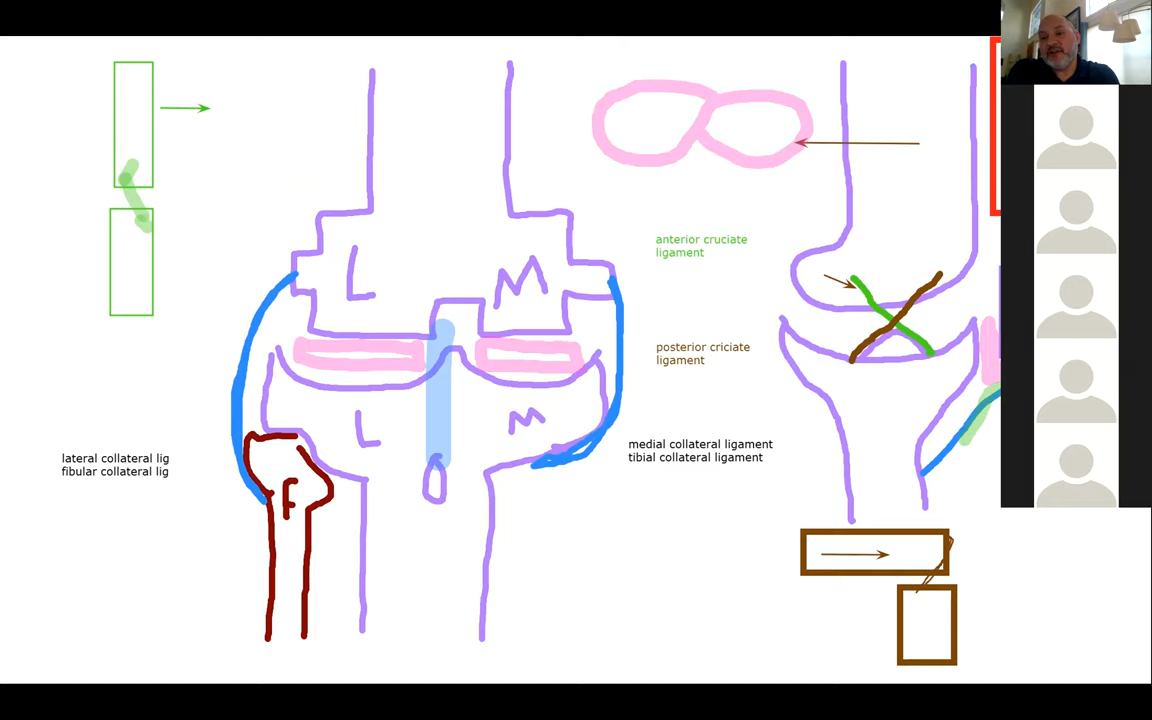 L
M
anterior cruciate
ligament
posterior criciate
ligament
L
M
lateral collateral lig
fibular collateral lig
medial collateral ligament
tibial collateral ligament
F